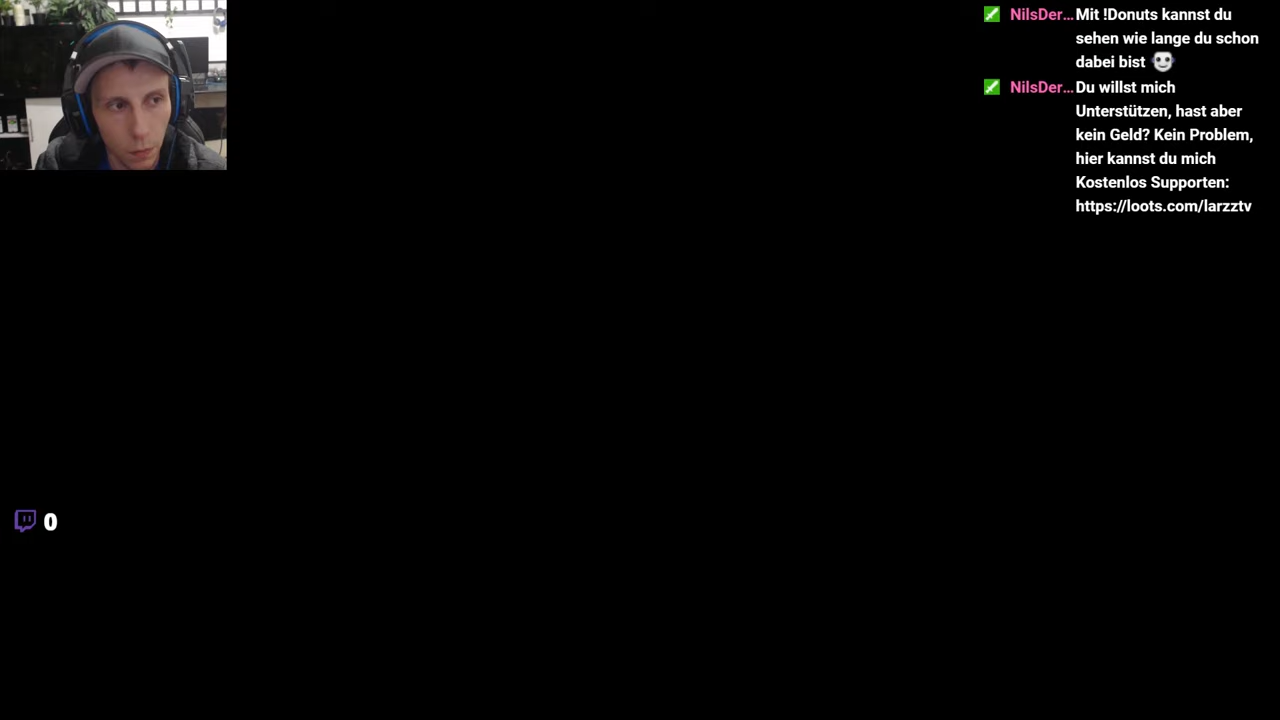 NilsDer… Mit !Donuts kannst du
sehen wie lange du schon
dabei bist
NilsDer… Du willst mich
Unterstützen, hast aber
kein Geld? Kein Problem,
hier kannst du mich
Kostenlos Supporten:
https://loots.com/larzztv
0